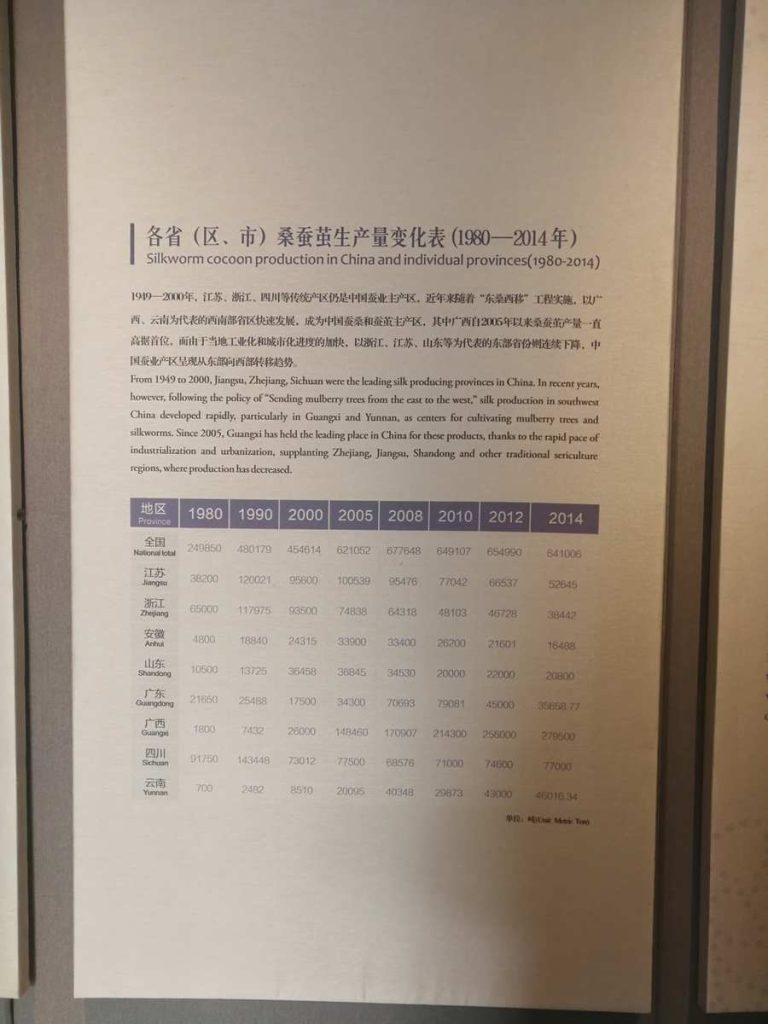 各省（区、市）桑蚕茧生产量变化表（1980—2014年）
Silkworm cocoon production in China and individual provinces(1980-2014)
1949—2000年，江苏、浙江、四川等传统产区仍是中国蚕业主产区，近年来随着“东桑西移”工程实施，以广
西、云南为代表的西南部省区快速发展，成为中国蚕桑和蚕茧主产区，其中广西自2005年以来桑蚕茧产量一直
高据首位，而由于当地工业化和城市化进度的加快，以浙江、江苏、山东等为代表的东部省份则连续下降，中
国蚕业产区呈现从东部向西部转移趋势。
From 1949 to 2000, Jiangsu, Zhejiang, Sichuan were the leading silk producing provinces in China. In recent years,
however, following the policy of “Sending mulberry trees from the east to the west,” silk production in southwest
China developed rapidly, particularly in Guangxi and Yunnan, as centers for cultivating mulberry trees and
silkworms. Since 2005, Guangxi has held the leading place in China for these products, thanks to the rapid pace of
industrialization and urbanization, supplanting Zhejiang, Jiangsu, Shandong and other traditional sericulture
regions, where production has decreased.
地区 1980 1990 2000 2005 2008 2010 2012 2014
Province
全国 249850 480179 454614 621052 677648 649107 654990 641006
National total
江苏 38200 120021 95600 100539 95476 77042 66537 52645
Jiangsu
浙江 65000 117975 93500 74838 64318 48103 46728 38442
Zhejiang
安徽 4800 18840 24315 33900 33400 26200 21601 16488
Anhui
山东 10500 13725 36458 36845 34530 20000 22000 20800
Shandong
广东 21650 25488 17500 34300 70693 79081 45000 35658.77
Guangdong
广西 1800 7432 26000 148460 170907 214300 256000 279500
Guangxi
四川 91750 143448 73012 77500 68576 71000 74600 77000
Sichuan
云南 700 2482 8510 20095 40348 29873 43000 46016.34
Yunnan
单位：吨(Unit: Metric Ton)